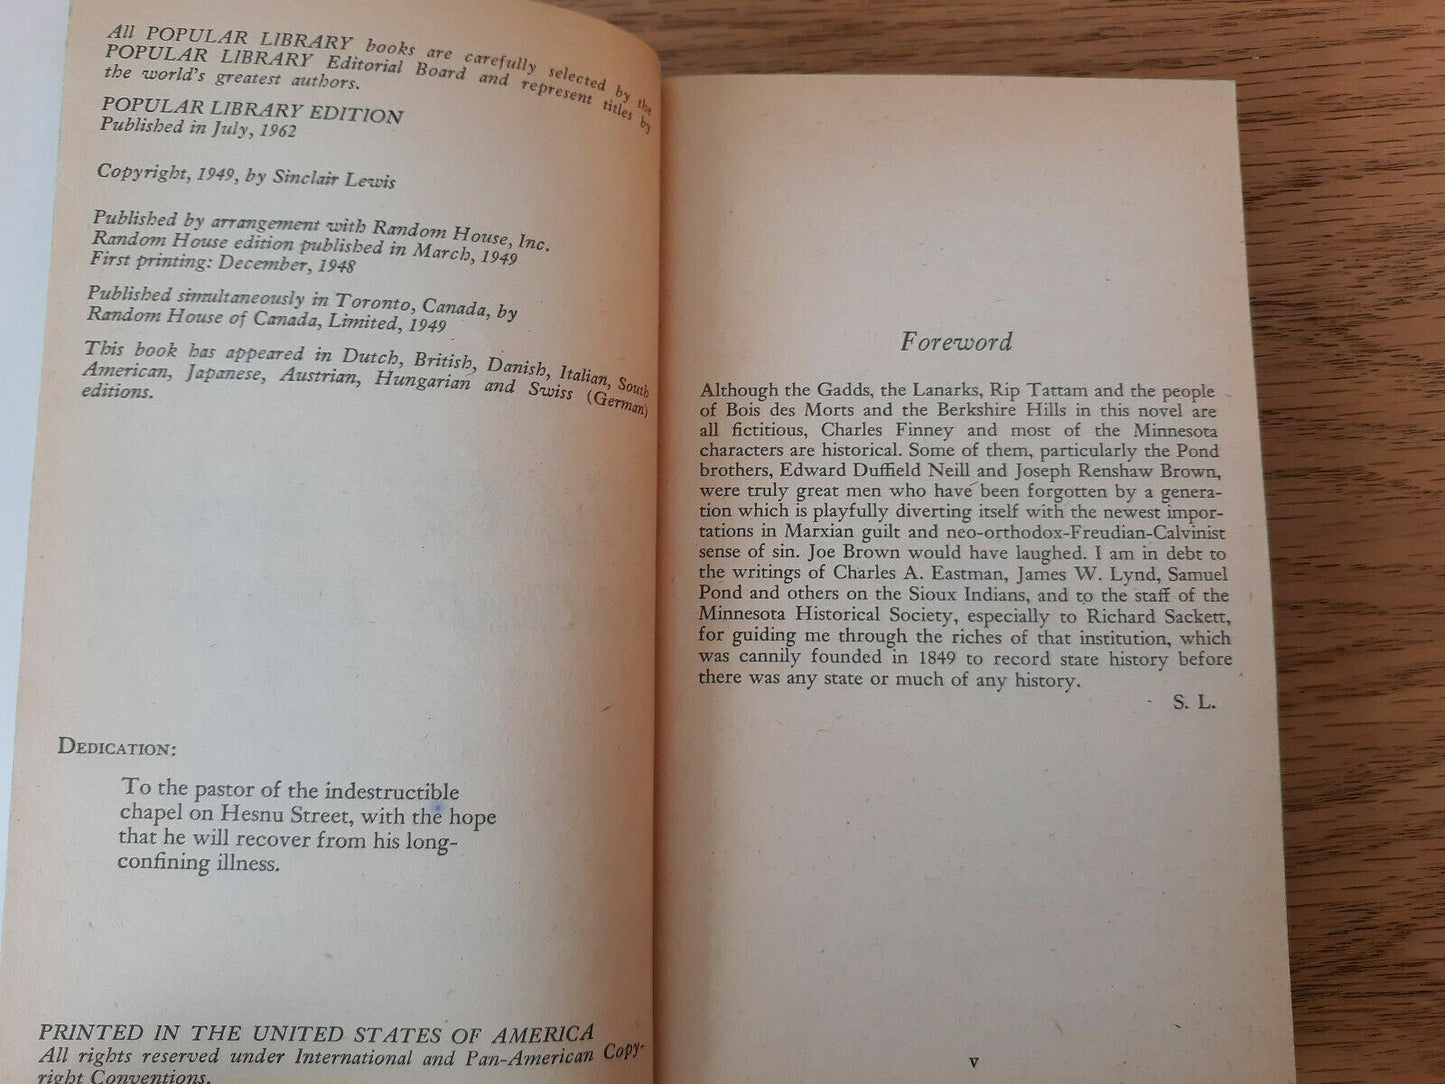 All POPULAR LIBRARY books are carefully selected by the
POPULAR LIBRARY Editorial Board and represent titles by
the world's greatest authors.
POPULAR LIBRARY EDITION
Published in July, 1962
Copyright, 1949, by Sinclair Lewis
Published by arrangement with Random House, Inc.
Random House edition published in March, 1949
First printing: December, 1948
Published simultaneously in Toronto, Canada, by
Random House of Canada, Limited, 1949
This book has appeared in Dutch, British, Danish, Italian, South
American, Japanese, Austrian, Hungarian and Swiss (German)
editions.
DEDICATION:
To the pastor of the indestructible
chapel on Hesnu Street, with the hope
that he will recover from his long-
confining illness.
PRINTED IN THE UNITED STATES OF AMERICA
All rights reserved under International and Pan-American Copy-
right Conventions.
Foreword
Although the Gadds, the Lanarks, Rip Tattam and the people
of Bois des Morts and the Berkshire Hills in this novel are
all fictitious, Charles Finney and most of the Minnesota
characters are historical. Some of them, particularly the Pond
brothers, Edward Duffield Neill and Joseph Renshaw Brown,
were truly great men who have been forgotten by a genera-
tion which is playfully diverting itself with the newest impor-
tations in Marxian guilt and neo-orthodox-Freudian-Calvinist
sense of sin. Joe Brown would have laughed. I am in debt to
the writings of Charles A. Eastman, James W. Lynd, Samuel
Pond and others on the Sioux Indians, and to the staff of the
Minnesota Historical Society, especially to Richard Sackett,
for guiding me through the riches of that institution, which
was cannily founded in 1849 to record state history before
there was any state or much of any history.
S. L.
v